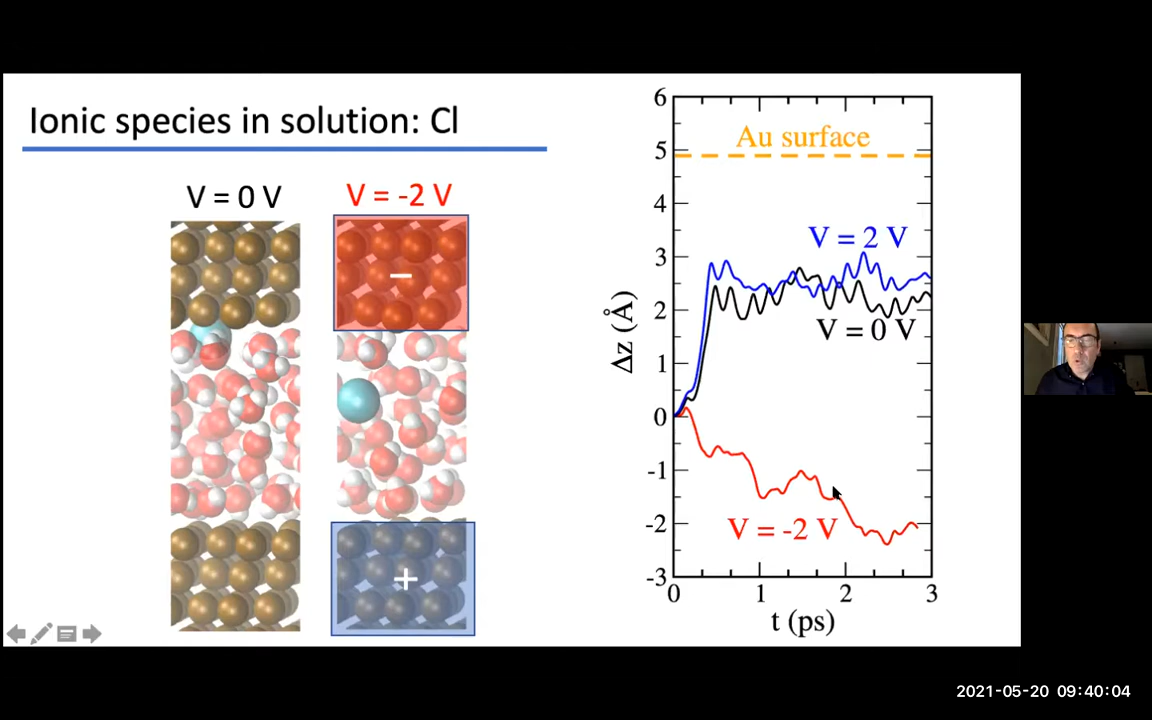 Ionic species in solution: Cl
V = 0 V
V = -2 V
−
+
6
5
4
3
2
1
0
-1
-2
-3
Δz (Å)
Au surface
V = 2 V
V = 0 V
V = -2 V
0 1 2 3
t (ps)
2021-05-20 09:40:04